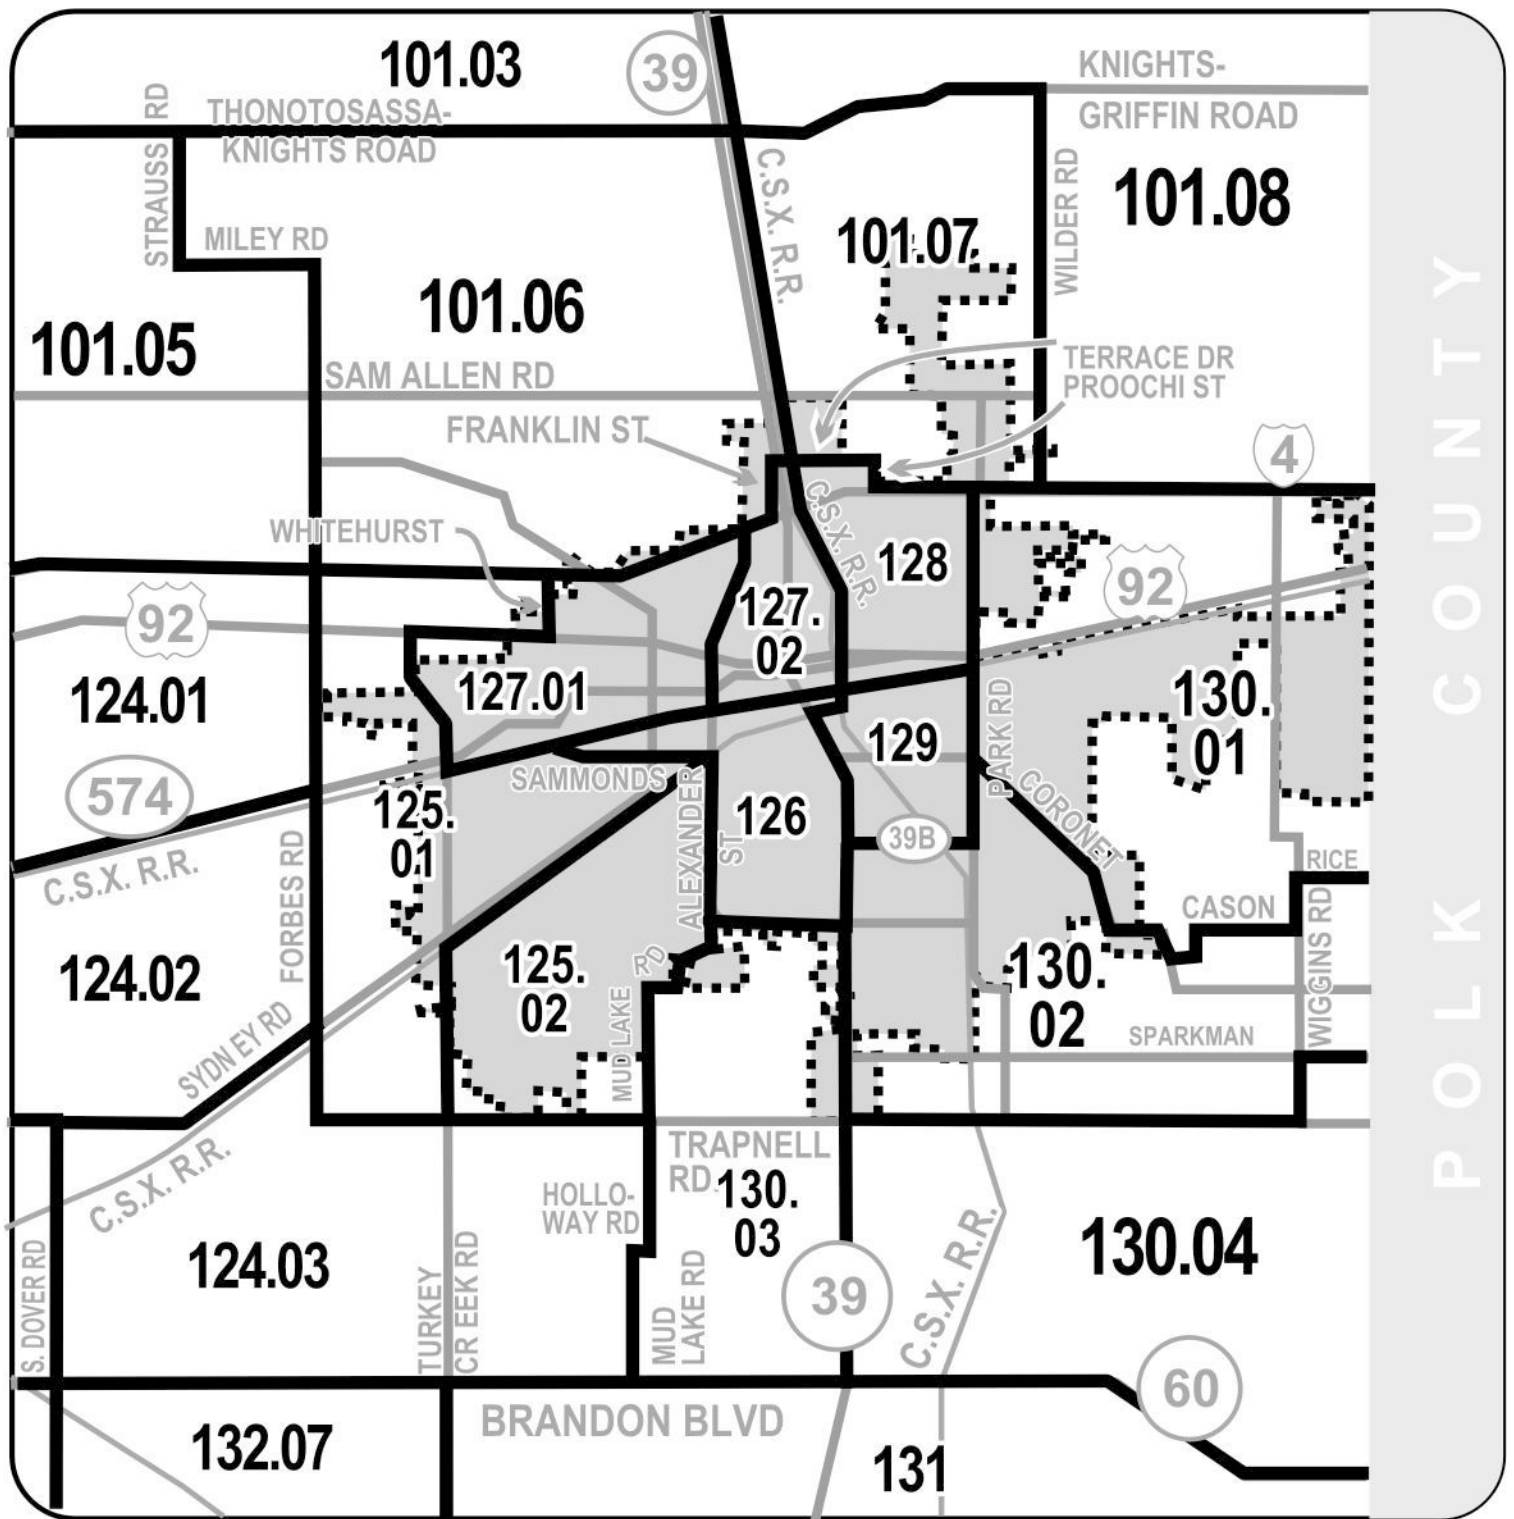 101.03
39
KNIGHTS-
GRIFFIN ROAD
STRAUSS RD
THONOTOSASSA-
KNIGHTS ROAD
C.S.X. R.R.
WILDER RD
101.08
MILEY RD
101.07
101.06
101.05
SAM ALLEN RD
TERRACE DR
PROOCHI ST
FRANKLIN ST
4
WHITEHURST
C.S.X. R.R.
128
92
92
127.
02
124.01
127.01
130.
01
PARK RD
129
574
SAMMONDS
125.
01
ALEXANDER
ST
126
39B
CORONET
RICE
C.S.X. R.R.
FORBES RD
CASON
WIGGINS RD
124.02
125.
02
RD
MUD LAKE
130.
02
SYDN EY RD
SPARKMAN
C.S.X. R.R.
TRAPNELL
RD
130.
03
HOLLO-
WAY RD
124.03
130.04
S. DOVER RD
TURKEY
CR EEK RD
MUD
LAKE RD
39
C.S.X. R.R.
60
BRANDON BLVD
132.07
131
POLK COUNTY